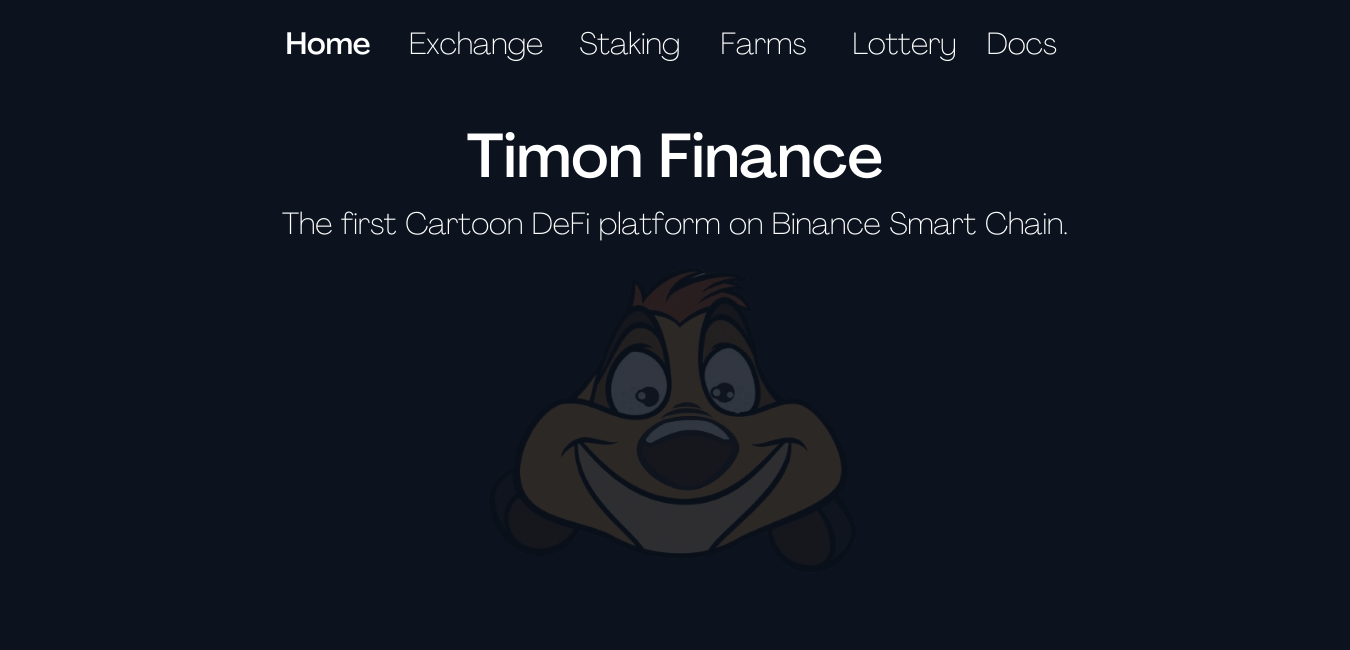 Home Exchange Staking Farms Lottery Docs
Timon Finance
The first Cartoon DeFi platform on Binance Smart Chain.